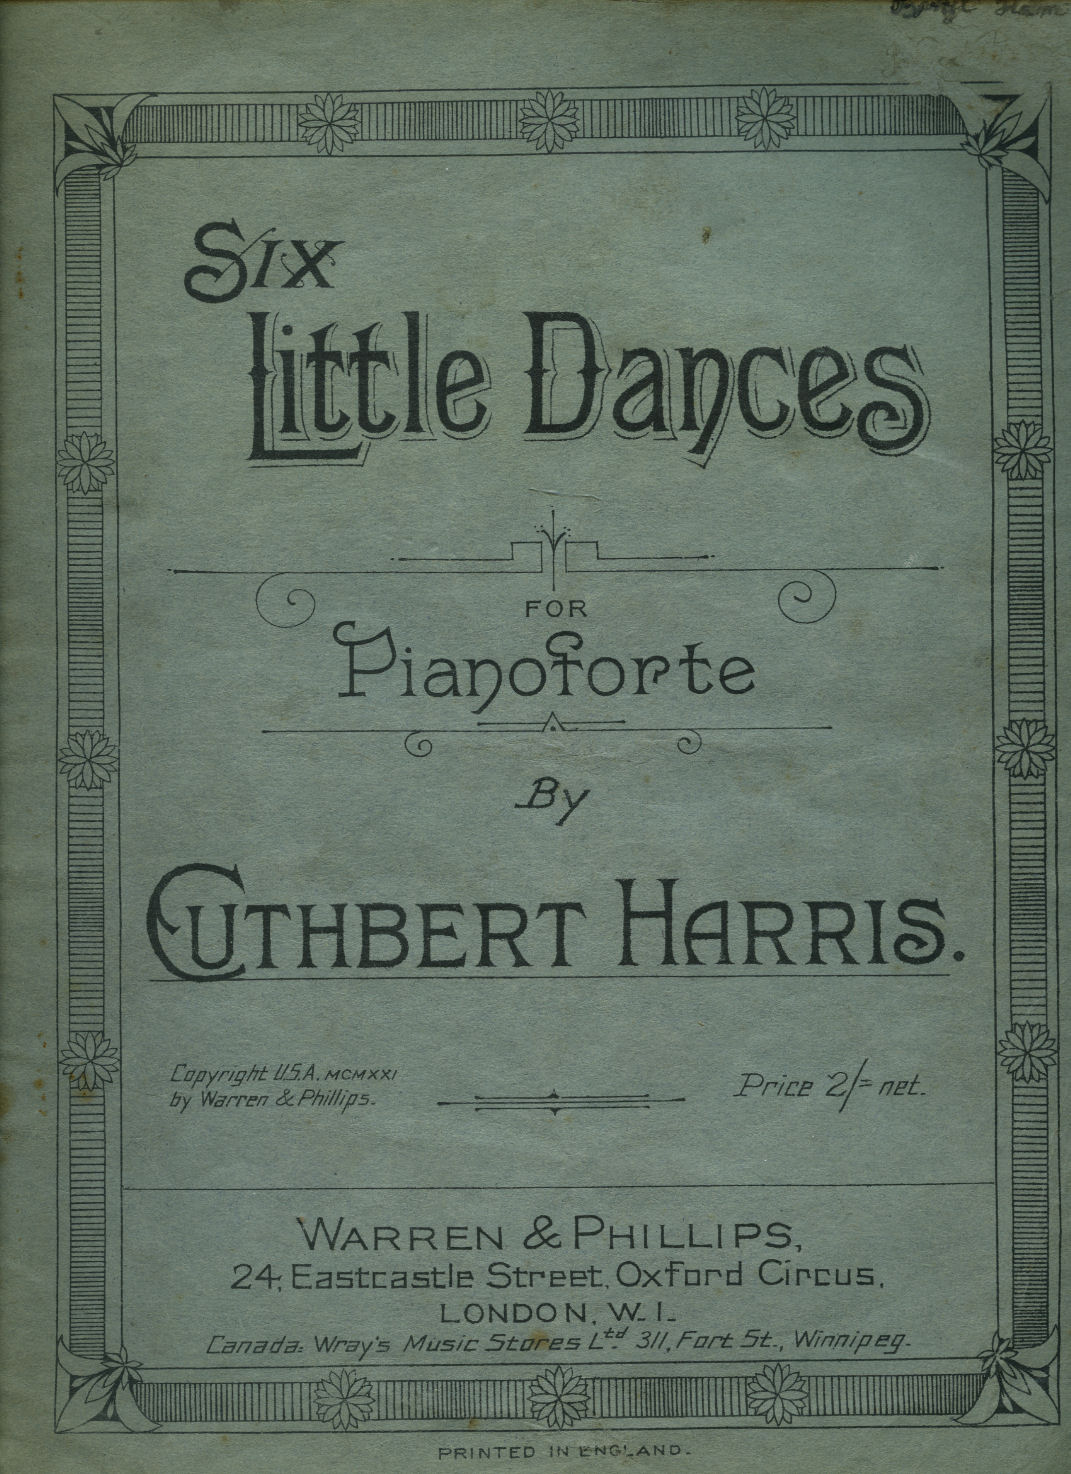 Six
Little Dances
FOR
Pianoforte
By
CUTHBERT HARRIS.
Copyright U.S.A. MCMXXI
by Warren & Phillips.
Price 2/= net.
WARREN & PHILLIPS,
24, Eastcastle Street, Oxford Circus,
LONDON, W. 1.
Canada: Wray's Music Stores Ltd. 311, Fort St., Winnipeg.
PRINTED IN ENGLAND.